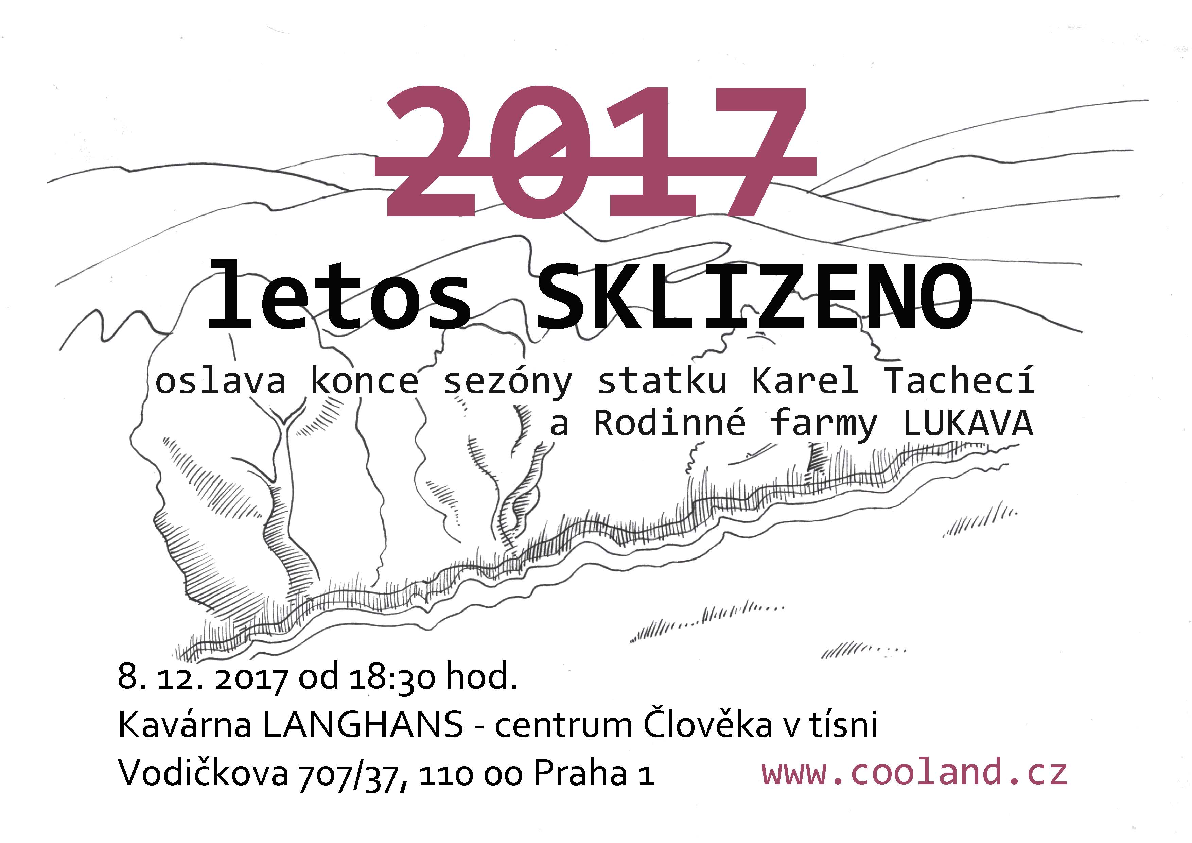 2017
letos SKLIZENO
oslava konce sezóny statku Karel Tachecí
a Rodinné farmy LUKAVA
8. 12. 2017 od 18:30 hod.
Kavárna LANGHANS - centrum Člověka v tísni
Vodičkova 707/37, 110 00 Praha 1
www.cooland.cz